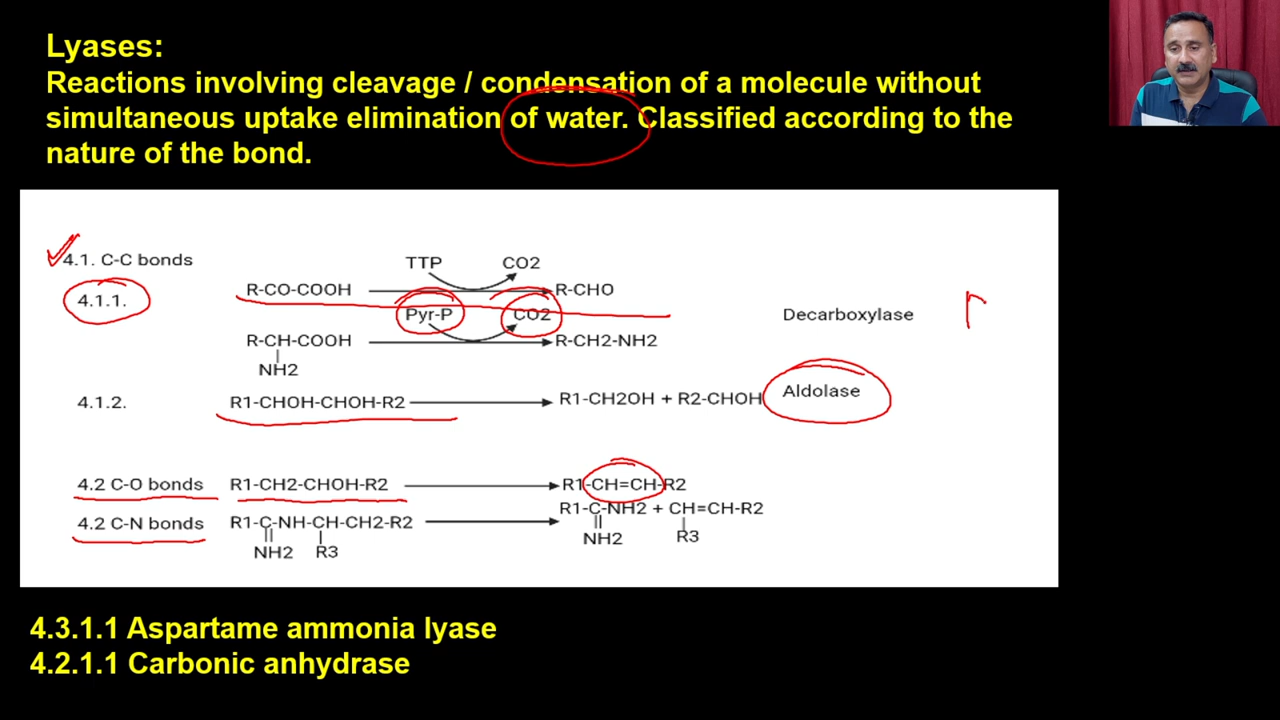 Lyases:
Reactions involving cleavage / condensation of a molecule without
simultaneous uptake elimination of water. Classified according to the
nature of the bond.
4.1. C-C bonds
TTP CO2
4.1.1. R-CO-COOH R-CHO
Pyr-P CO2 Decarboxylase
R-CH-COOH R-CH2-NH2
NH2
4.1.2. R1-CHOH-CHOH-R2 R1-CH2OH + R2-CHOH Aldolase
4.2 C-O bonds R1-CH2-CHOH-R2 R1-CH=CH-R2
4.2 C-N bonds R1-C-NH-CH-CH2-R2 R1-C-NH2 + CH=CH-R2
NH2 R3 NH2 R3
4.3.1.1 Aspartame ammonia lyase
4.2.1.1 Carbonic anhydrase